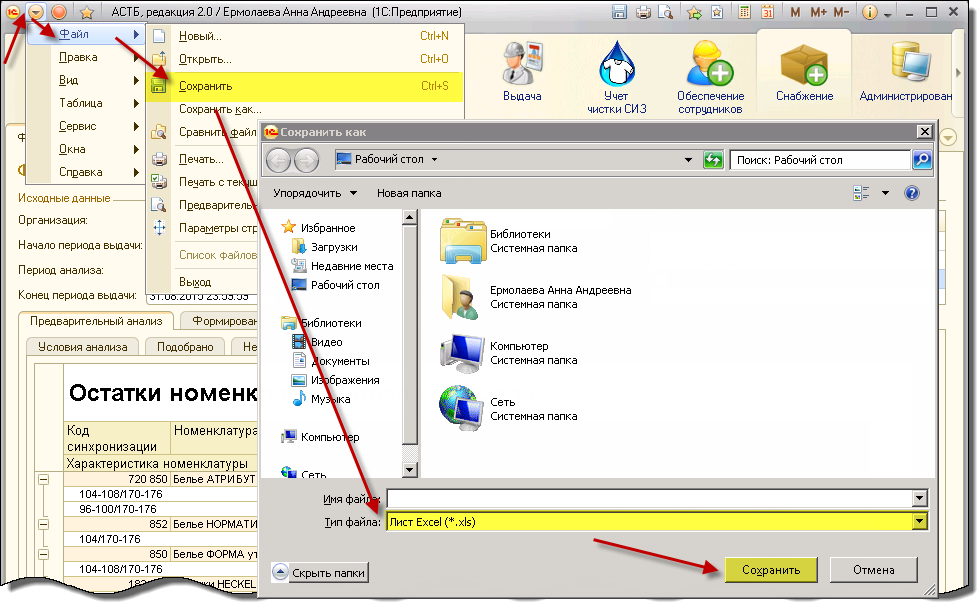 АСТБ, редакция 2.0 / Ермолаева Анна Андреевна (1С:Предприятие)
M M+ M-
Файл
Правка
Вид
Таблица
Сервис
Окна
Справка
Новый... Ctrl+N
Открыть... Ctrl+O
Сохранить Ctrl+S
Сохранить как...
Сравнить файл
Печать...
Печать с текущ
Предваритель
Параметры стр
Список файлов
Выход
Выдача
Учет
чистки СИЗ
Обеспечение
сотрудников
Снабжение
Администрирован
Исходные данные
Организация:
Начало периода выдачи:
Период анализа:
Конец периода выдачи: 31.08.2015 23:59:59
Предварительный анализ Формирован
Условия анализа Подобрано Не
Остатки номенк
Код
синхронизации
Номенклатура
Характеристика номенклатуры
720 850 Белье АТРИБУТ
104-108/170-176
96-100/170-176
852 Белье НОРМАТИ
104/170-176
850 Белье ФОРМА ут
104-108/170-176
HECKEL
Сохранить как
Рабочий стол
Поиск: Рабочий стол
Упорядочить Новая папка
Избранное
Загрузки
Недавние места
Рабочий стол
Библиотеки
Видео
Документы
Изображения
Музыка
Компьютер
Сеть
Библиотеки
Системная папка
Ермолаева Анна Андреевна
Системная папка
Компьютер
Системная папка
Сеть
Системная папка
Имя файла:
Тип файла: Лист Excel (*.xls)
Скрыть папки
Сохранить
Отмена